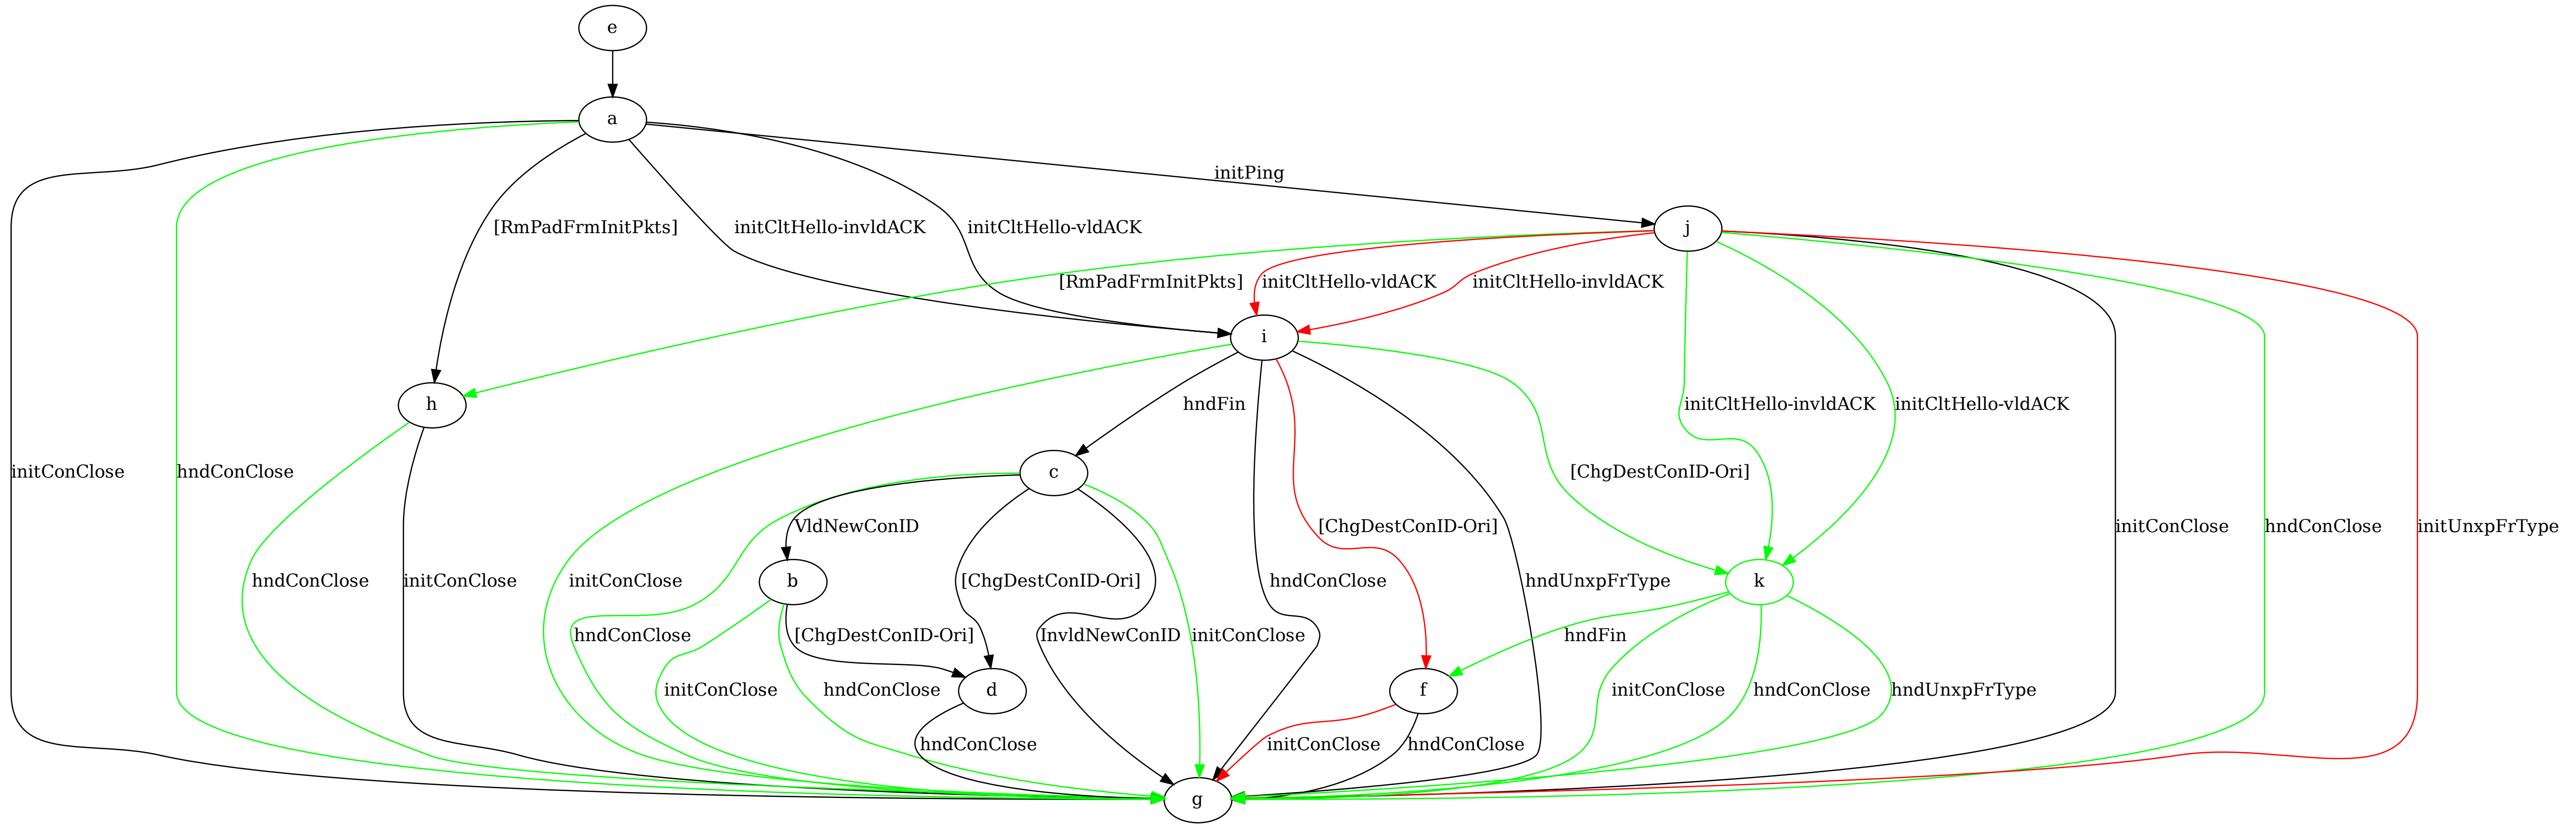 e
a
initPing
[RmPadFrmInitPkts]
initCltHello-invldACK
initCltHello-vldACK
j
[RmPadFrmInitPkts]
initCltHello-vldACK
initCltHello-invldACK
i
h
hndFin
initCltHello-invldACK
initCltHello-vldACK
initConClose
hndConClose
c
[ChgDestConID-Ori]
VldNewConID
[ChgDestConID-Ori]
initConClose
hndConClose
initUnxpFrType
hndConClose
initConClose
initConClose
b
[ChgDestConID-Ori]
hndConClose
hndUnxpFrType
k
hndConClose
[ChgDestConID-Ori]
InvldNewConID
initConClose
hndFin
initConClose
hndConClose
d
f
initConClose
hndConClose
hndUnxpFrType
hndConClose
initConClose
hndConClose
g